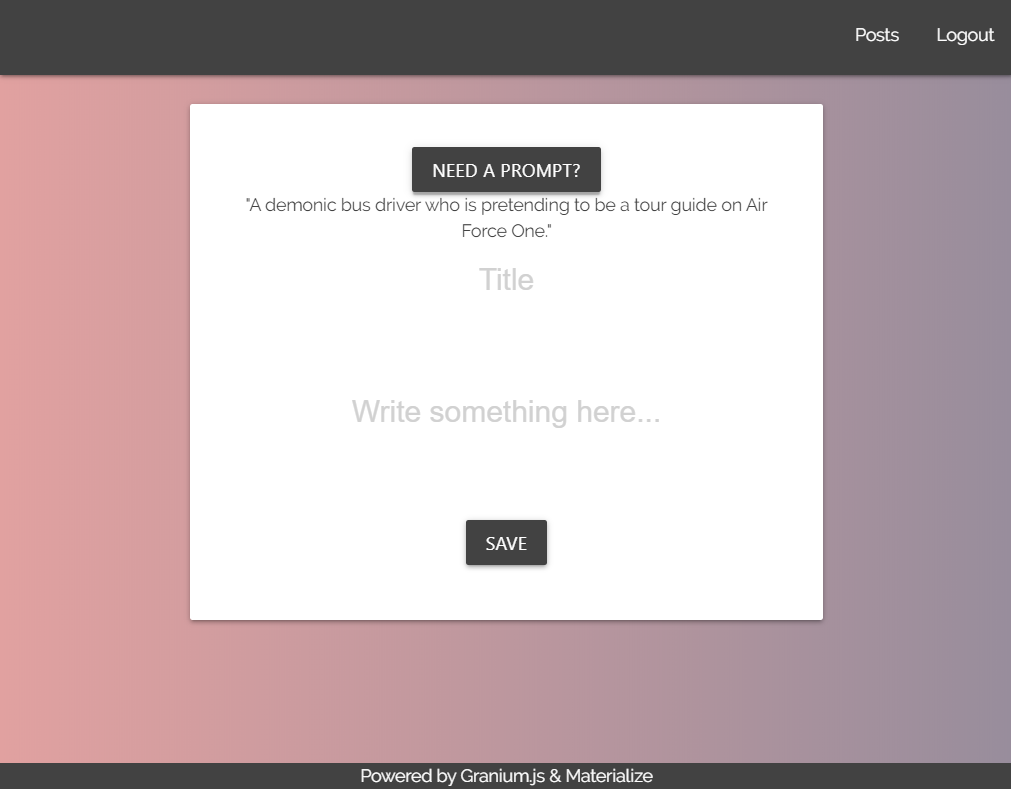 Posts Logout
NEED A PROMPT?
"A demonic bus driver who is pretending to be a tour guide on Air
Force One."
Title
Write something here...
SAVE
Powered by Granium.js & Materialize